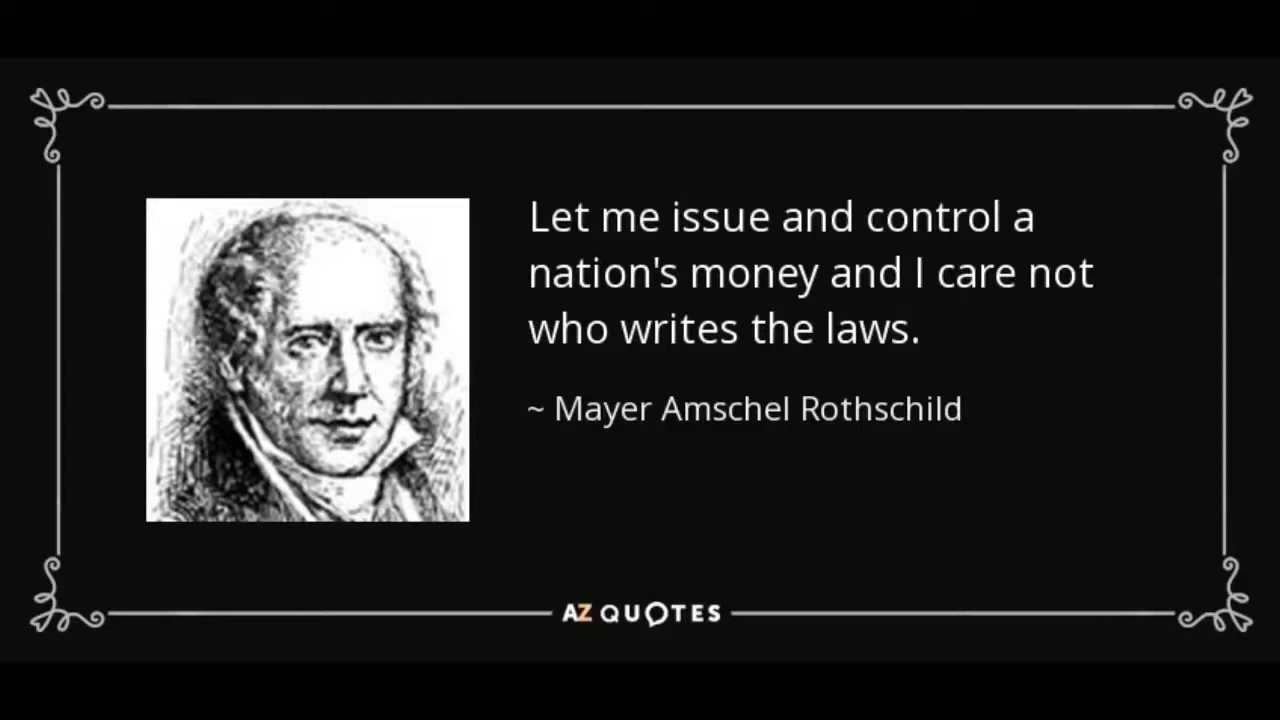 Let me issue and control a
nation's money and I care not
who writes the laws.
~ Mayer Amschel Rothschild
AZ QUOTES